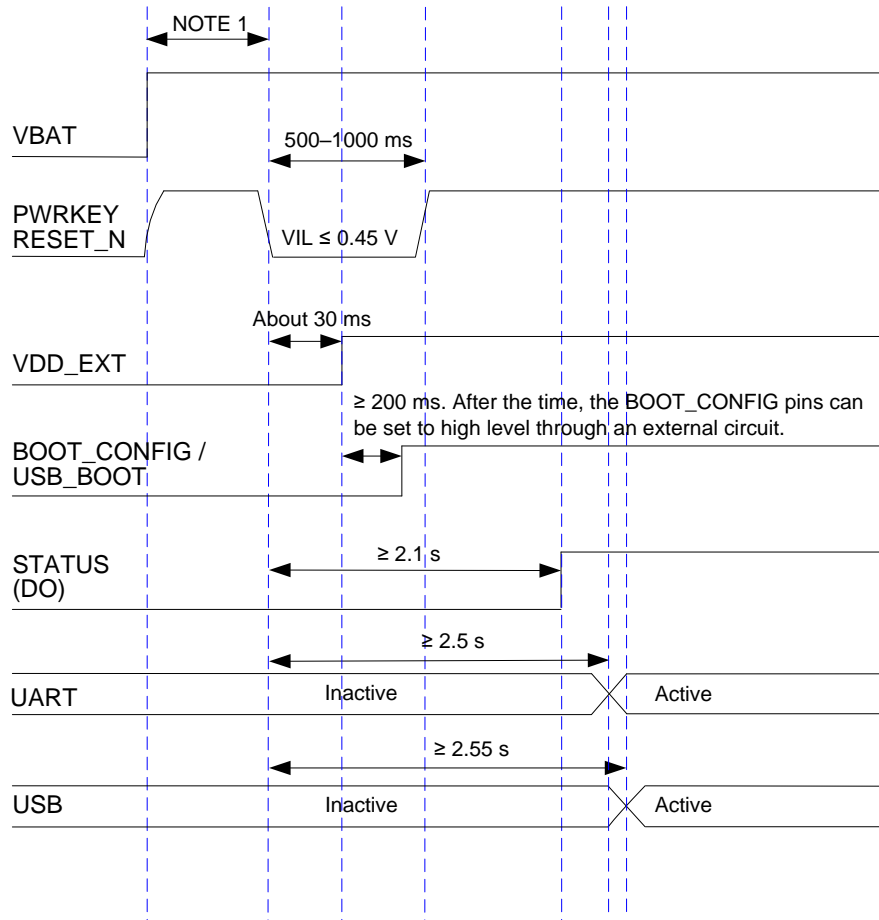 NOTE 1
VBAT
500–1000 ms
PWRKEY
RESET_N
VIL ≤ 0.45 V
About 30 ms
VDD_EXT
≥ 200 ms. After the time, the BOOT_CONFIG pins can
be set to high level through an external circuit.
BOOT_CONFIG /
USB_BOOT
≥ 2.1 s
STATUS
(DO)
≥ 2.5 s
UART
Inactive
Active
≥ 2.55 s
USB
Inactive
Active